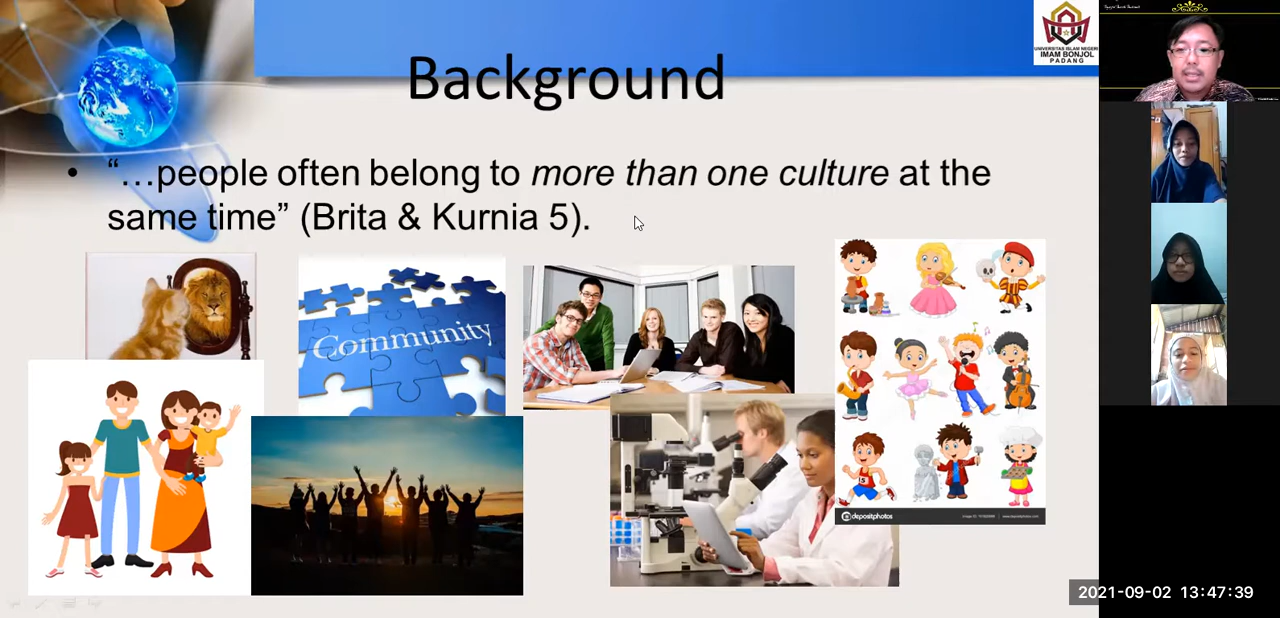 Background
• “…people often belong to more than one culture at the
same time” (Brita & Kurnia 5).
UNIVERSITAS ISLAM NEGERI
IMAM BONJOL
PADANG
Community
depositphotos
2021-09-02 13:47:39